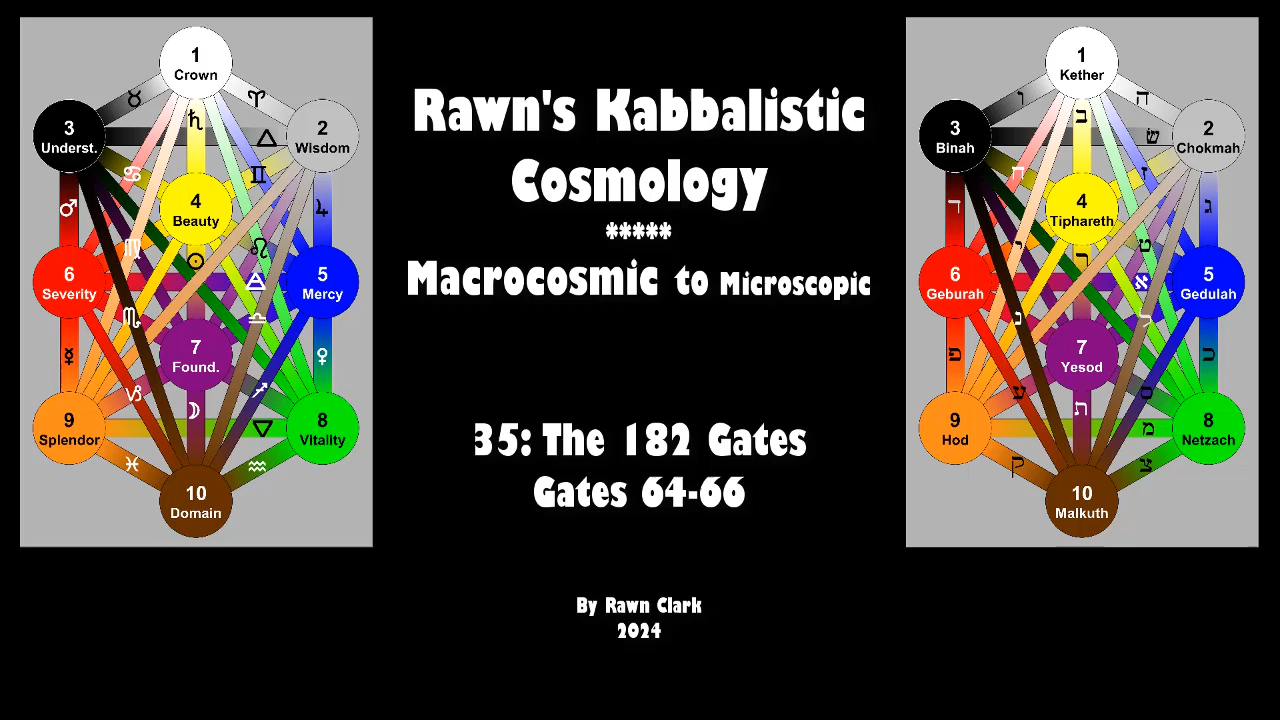 1
Crown
♉ ♈
3
Underst.
♄
△
2
Wisdom
♋ ♊
♂
4
Beauty
♃
♍ ♌
6
Severity
☉
5
Mercy
♏ ♎
☿
7
Found.
♀
♑ ♐
9
Splendor
☽
▽
8
Vitality
♓ ♒
10
Domain
Rawn's Kabbalistic
Cosmology
*****
Macrocosmic to Microscopic
35: The 182 Gates
Gates 64-66
By Rawn Clark
2024
1
Kether
ו ה
3
Binah
ב
ש
2
Chokmah
ח ז
ד
4
Tiphareth
ג
י ט
6
Geburah
ר
א
5
Gedulah
נ ל
פ
7
Yesod
כ
ע ס
9
Hod
ת
מ
8
Netzach
ק צ
10
Malkuth